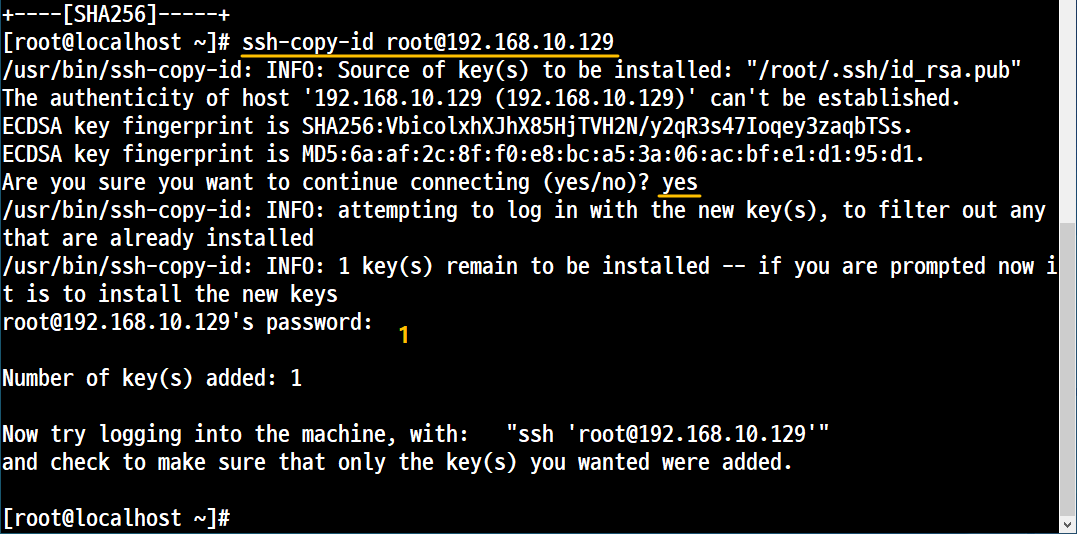 +----[SHA256]-----+
[root@localhost ~]# ssh-copy-id root@192.168.10.129
/usr/bin/ssh-copy-id: INFO: Source of key(s) to be installed: "/root/.ssh/id_rsa.pub"
The authenticity of host '192.168.10.129 (192.168.10.129)' can't be established.
ECDSA key fingerprint is SHA256:VbicolxhXJhX85HjTVH2N/y2qR3s47Ioqey3zaqbTSs.
ECDSA key fingerprint is MD5:6a:af:2c:8f:f0:e8:bc:a5:3a:06:ac:bf:e1:d1:95:d1.
Are you sure you want to continue connecting (yes/no)? yes
/usr/bin/ssh-copy-id: INFO: attempting to log in with the new key(s), to filter out any
that are already installed
/usr/bin/ssh-copy-id: INFO: 1 key(s) remain to be installed -- if you are prompted now i
t is to install the new keys
root@192.168.10.129's password:
1
Number of key(s) added: 1
Now try logging into the machine, with:   "ssh 'root@192.168.10.129'"
and check to make sure that only the key(s) you wanted were added.
[root@localhost ~]#